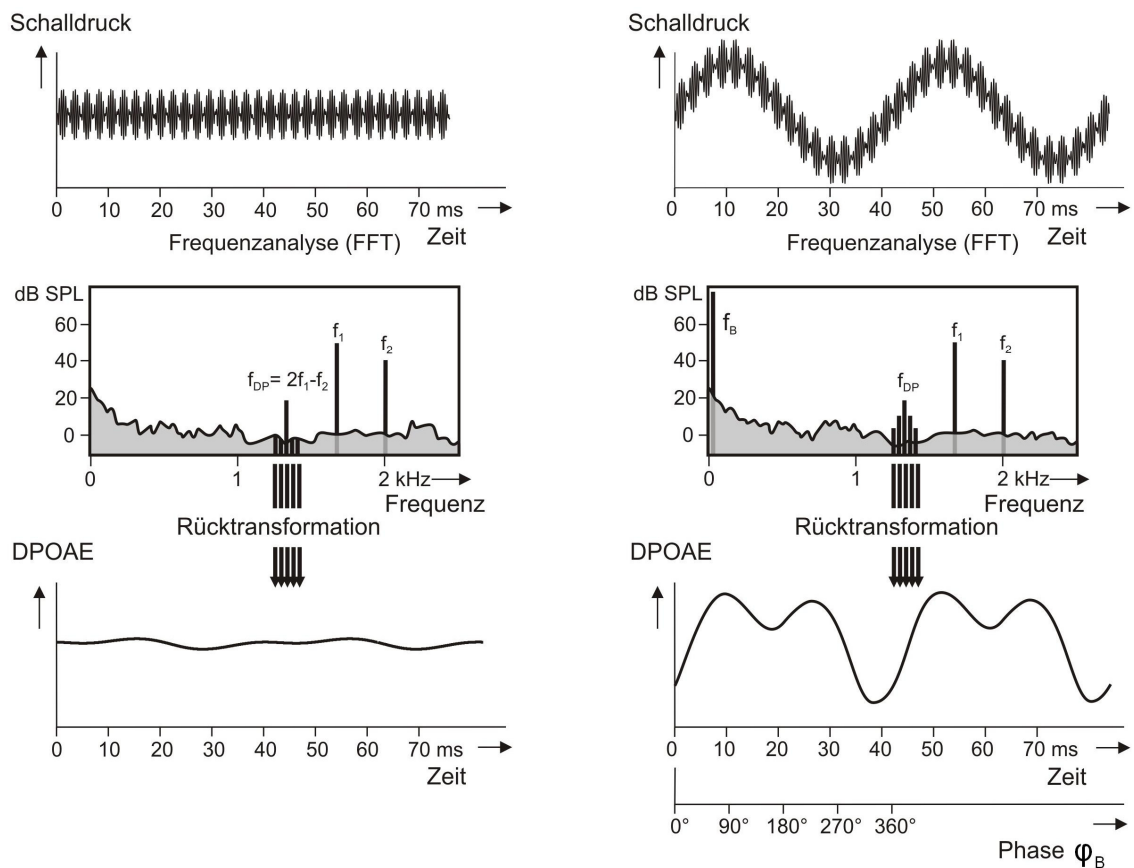 Schalldruck
0 10 20 30 40 50 60 70 ms
Frequenzanalyse (FFT) Zeit
dB SPL
60
40
20
0
f₁
f₂
f_DP = 2f₁-f₂
0 1 2 kHz
Frequenz
Rücktransformation
DPOAE
0 10 20 30 40 50 60 70 ms
Zeit
Schalldruck
0 10 20 30 40 50 60 70 ms
Frequenzanalyse (FFT) Zeit
dB SPL
60
40
20
0
f_B
f₁
f₂
f_DP
0 1 2 kHz
Frequenz
Rücktransformation
DPOAE
0 10 20 30 40 50 60 70 ms
Zeit
0° 90° 180° 270° 360°
Phase φ_B